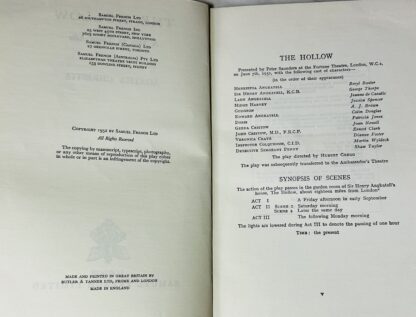 SAMUEL FRENCH LTD
26 SOUTHAMPTON STREET, STRAND, LONDON
SAMUEL FRENCH INC
25 WEST 45TH STREET, NEW YORK
7623 SUNSET BOULEVARD, HOLLYWOOD
SAMUEL FRENCH (CANADA) LTD
27 GRENVILLE STREET, TORONTO
SAMUEL FRENCH (AUSTRALIA) PTY LTD
ELIZABETHAN THEATRE TRUST BUILDING
153 DOWLING STREET, SYDNEY
COPYRIGHT 1952 BY SAMUEL FRENCH LTD
All Rights Reserved
The copying by manuscript, typescript, photography,
or any other means of reproduction of this play either
in whole or in part is an infringement of the copyright.
MADE AND PRINTED IN GREAT BRITAIN BY
BUTLER & TANNER LTD, FROME AND LONDON
MADE IN ENGLAND
THE HOLLOW
Presented by Peter Saunders at the Fortune Theatre, London, W.C.2,
on June 7th, 1951, with the following cast of characters—
(in the order of their appearance)
HENRIETTA ANGKATELL Beryl Baxter
SIR HENRY ANGKATELL, K.C.B. George Thorpe
LADY ANGKATELL Jeanne de Casalis
MIDGE HARVEY Jessica Spencer
GUDGEON A. J. Brown
EDWARD ANGKATELL Colin Douglas
DORIS Patricia Jones
GERDA CRISTOW Joan Newell
JOHN CRISTOW, M.D., F.R.C.P. Ernest Clark
VERONICA CRAYE Dianne Foster
INSPECTOR COLQUHOUN, C.I.D. Martin Wyldeck
DETECTIVE SERGEANT PENNY Shaw Taylor
The play directed by HUBERT GREGG
The play was subsequently transferred to the Ambassador's Theatre
SYNOPSIS OF SCENES
The action of the play passes in the garden room of Sir Henry Angkatell's
house, The Hollow, about eighteen miles from London
ACT I A Friday afternoon in early September
ACT II SCENE 1 Saturday morning
SCENE 2 Later the same day
ACT III The following Monday morning
The lights are lowered during Act III to denote the passing of one hour
TIME: the present
v